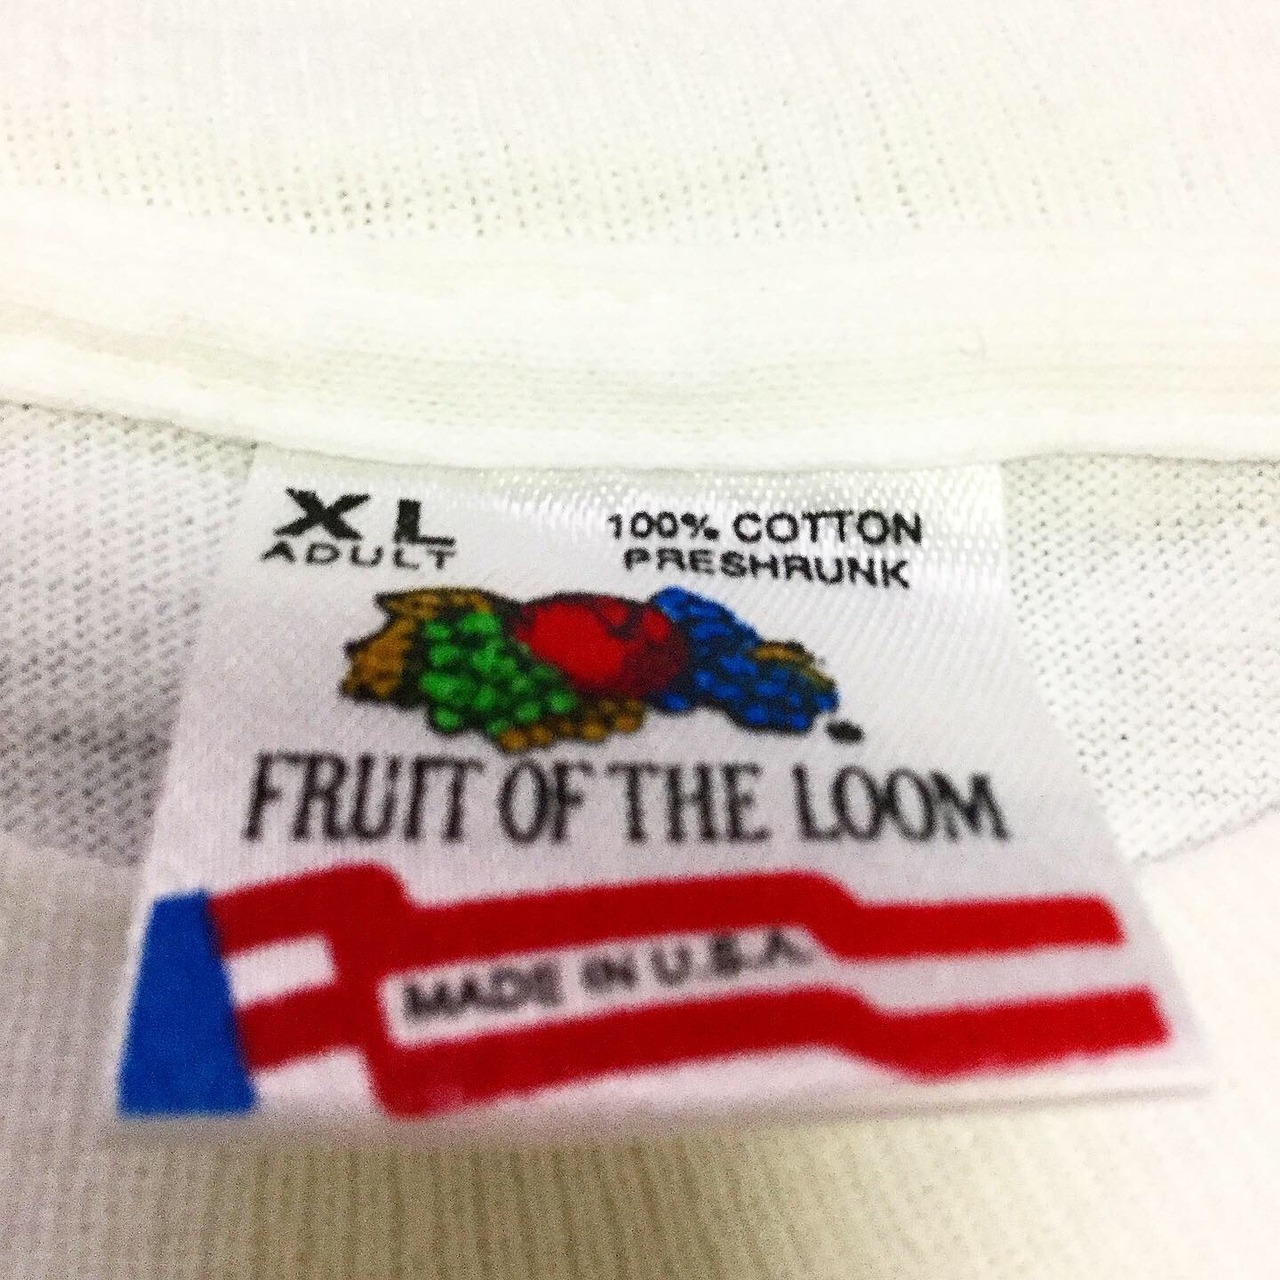 XL
ADULT
100% COTTON
PRESHRUNK
FRUIT OF THE LOOM
MADE IN U.S.A.